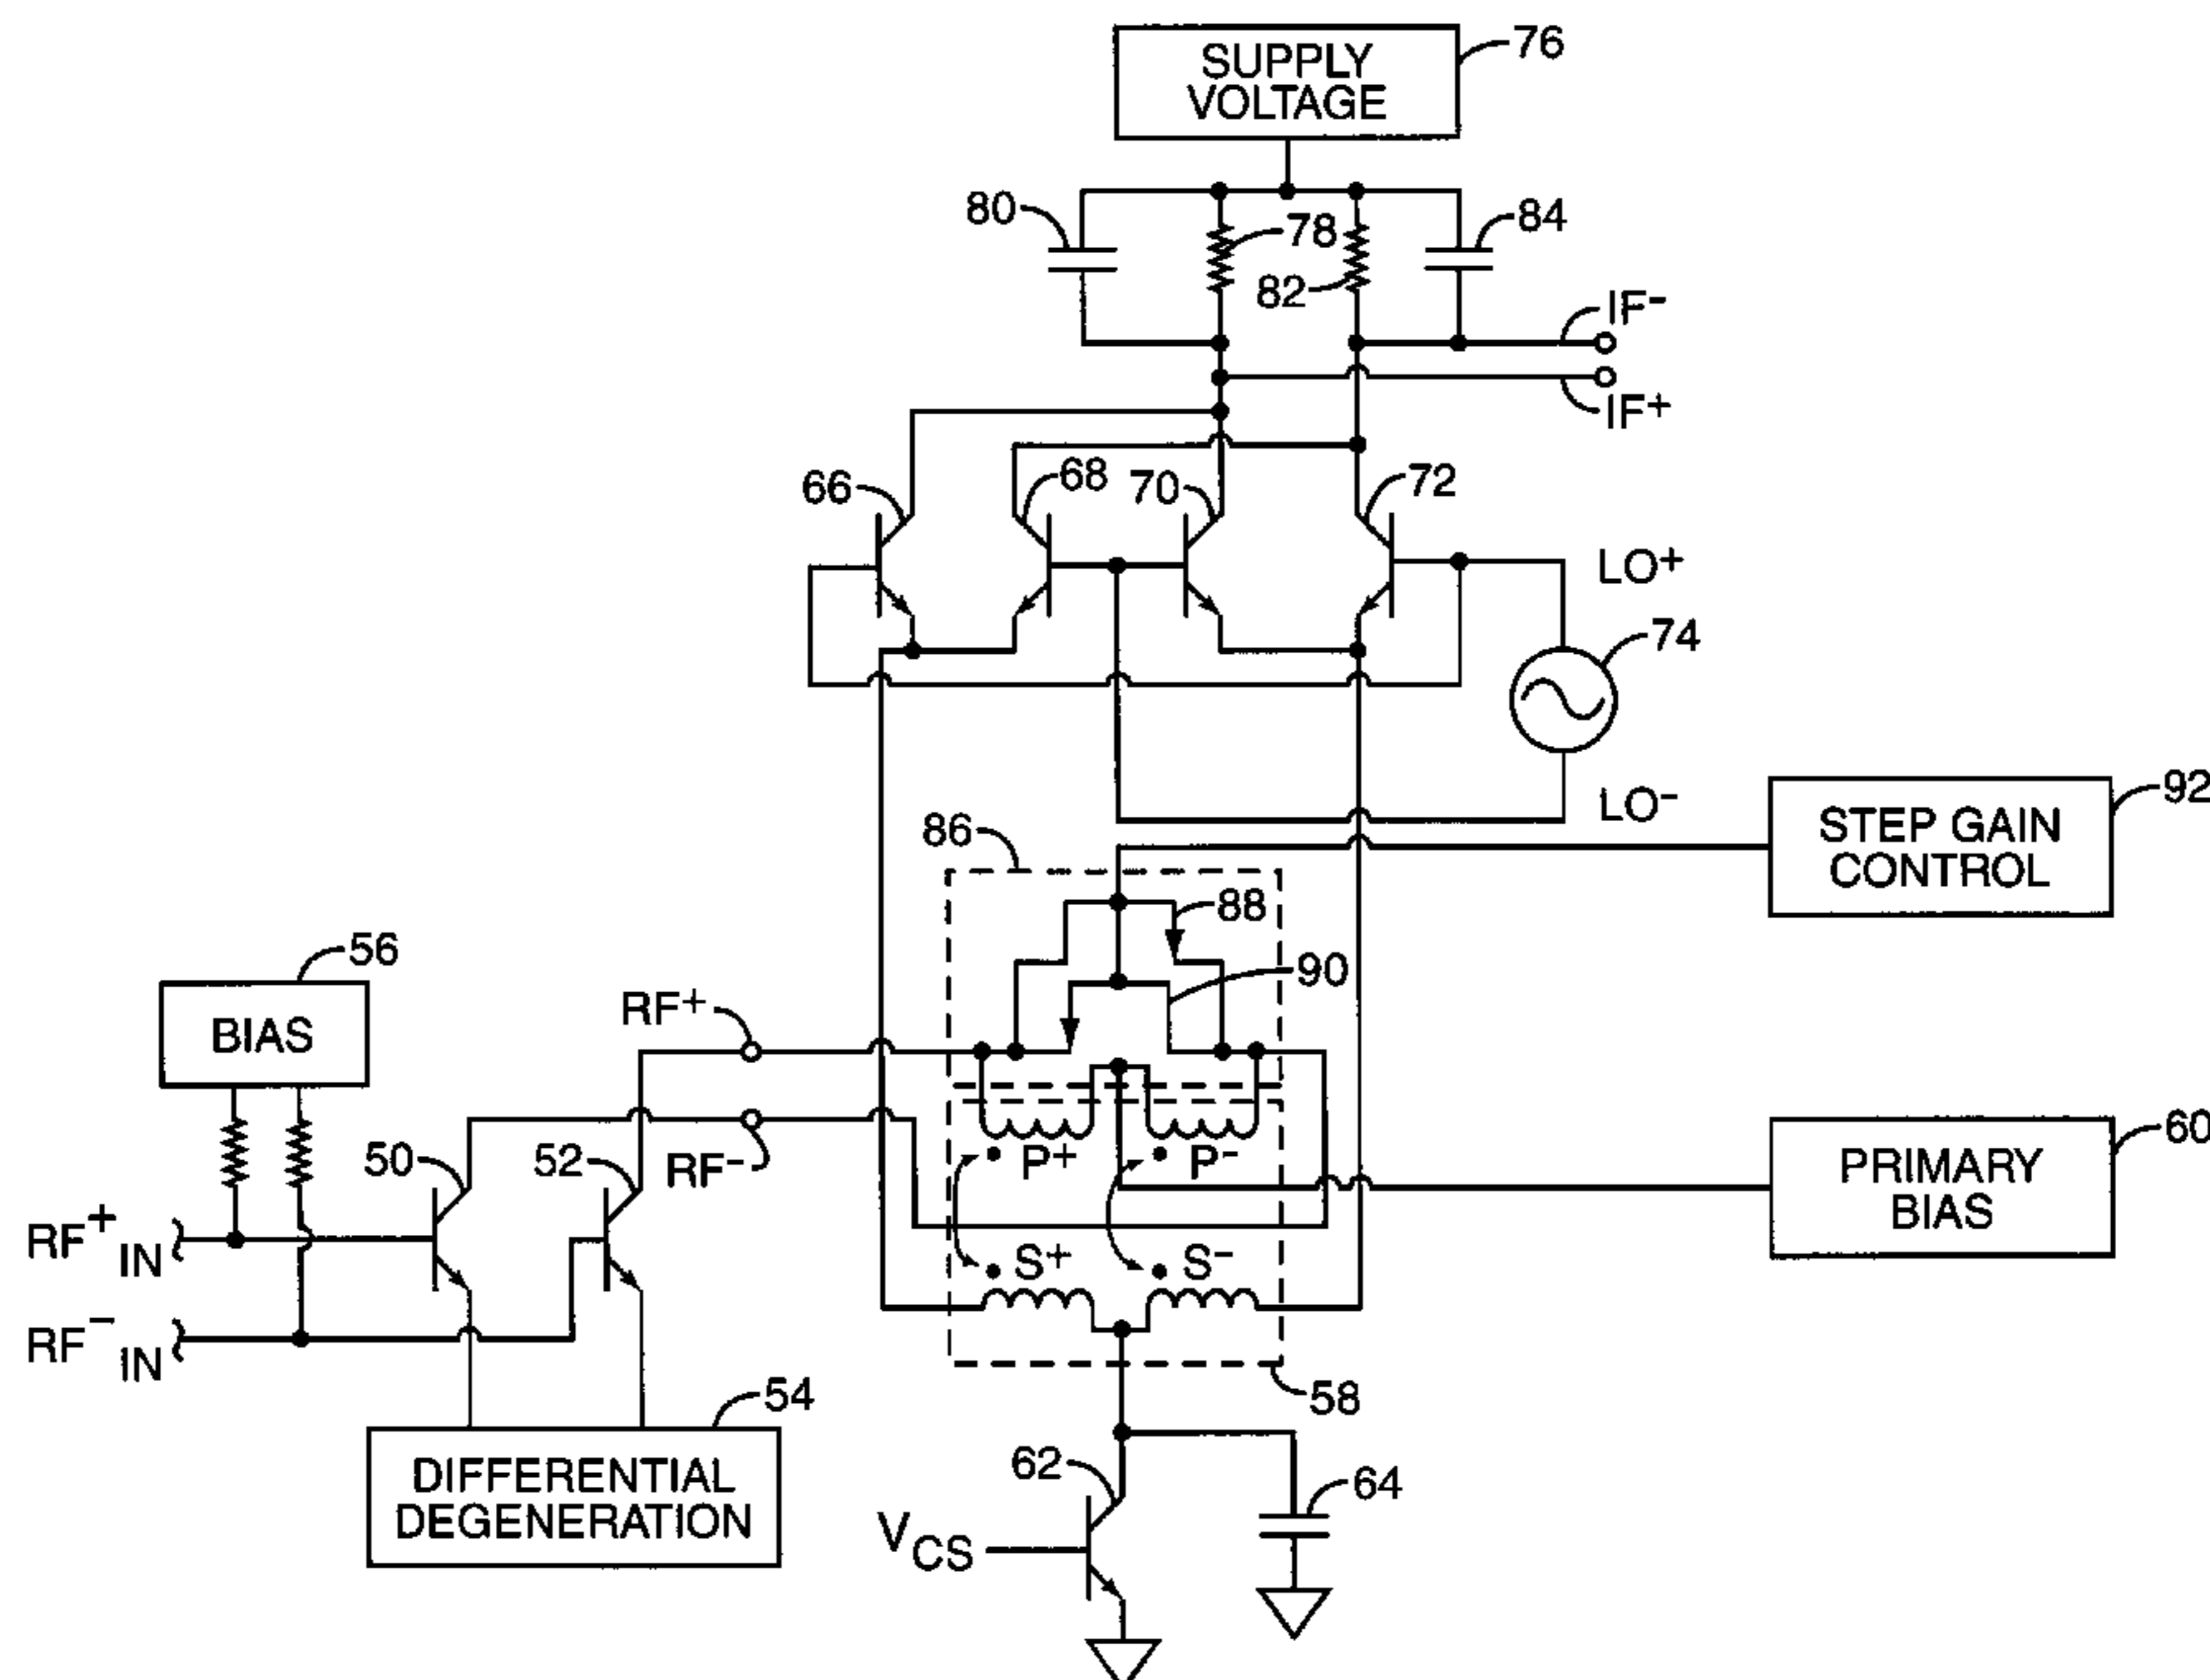 SUPPLY
VOLTAGE
76
80
78
84
82
IF-
IF+
66
68
70
72
LO+
74
LO-
92
STEP GAIN
CONTROL
86
88
56
BIAS
90
RF+
60
PRIMARY
BIAS
50
52
RF-
P+
P-
RF+IN
S+
S-
RF-IN
54
58
DIFFERENTIAL
DEGENERATION
62
64
VCS